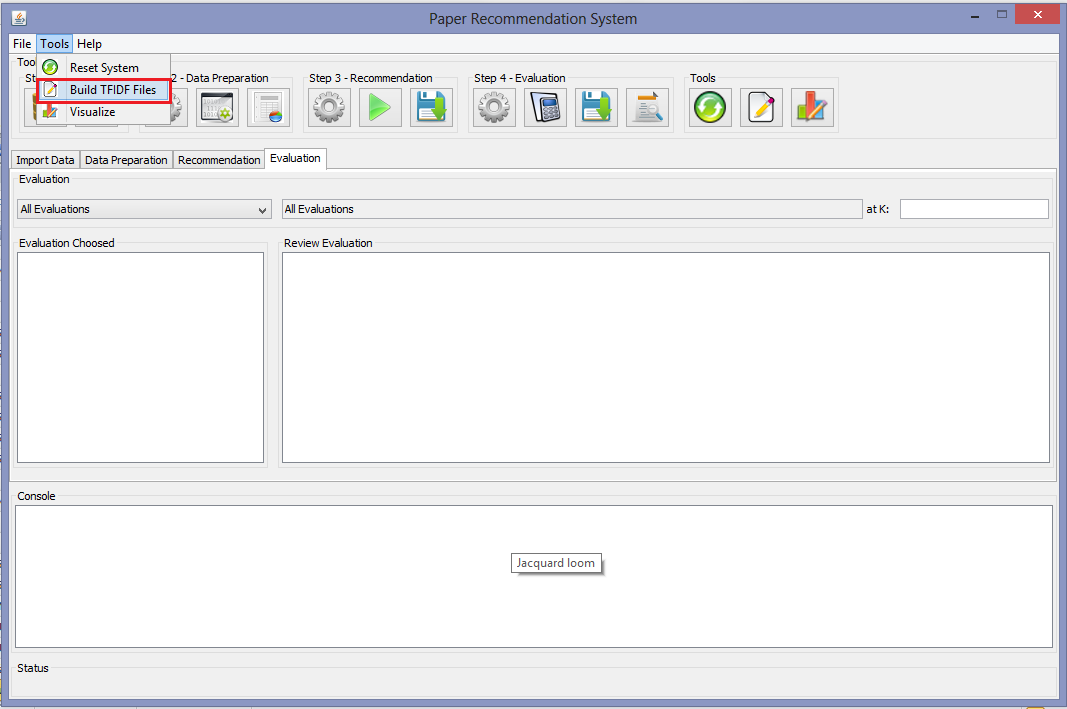 Paper Recommendation System
File Tools Help
Too
Reset System
Build TFIDF Files
Visualize
St
2 - Data Preparation
Step 3 - Recommendation
Step 4 - Evaluation
Tools
Import Data Data Preparation Recommendation Evaluation
Evaluation
All Evaluations All Evaluations at K:
Evaluation Choosed Review Evaluation
Console
Jacquard loom
Status